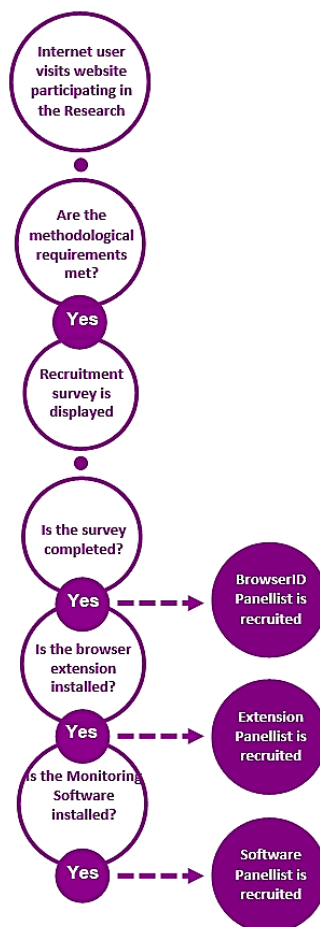 Internet user
visits website
participating in
the Research
Are the
methodological
requirements
met?
Yes
Recruitment
survey is
displayed
Is the survey
completed?
Yes
BrowserID
Panellist is
recruited
Is the browser
extension
installed?
Yes
Extension
Panellist is
recruited
Is the Monitoring
Software
installed?
Yes
Software
Panellist is
recruited